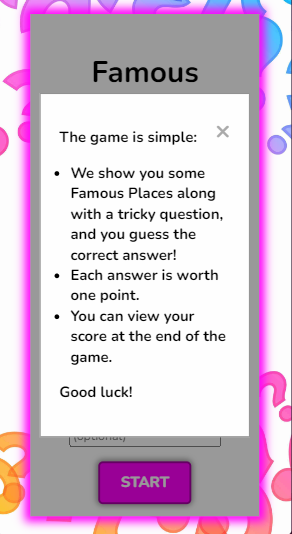 Famous
The game is simple:
×
• We show you some
Famous Places along
with a tricky question,
and you guess the
correct answer!
• Each answer is worth
one point.
• You can view your
score at the end of the
game.
Good luck!
(optional)
START